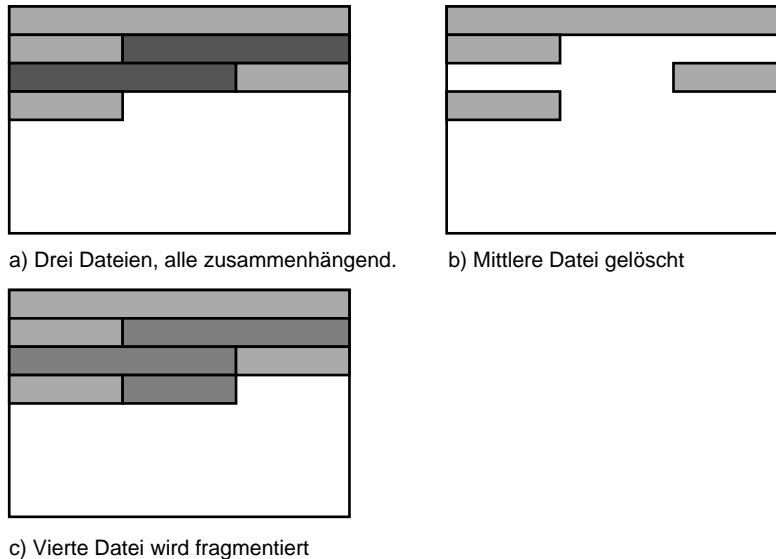 a) Drei Dateien, alle zusammenhängend.
b) Mittlere Datei gelöscht
c) Vierte Datei wird fragmentiert